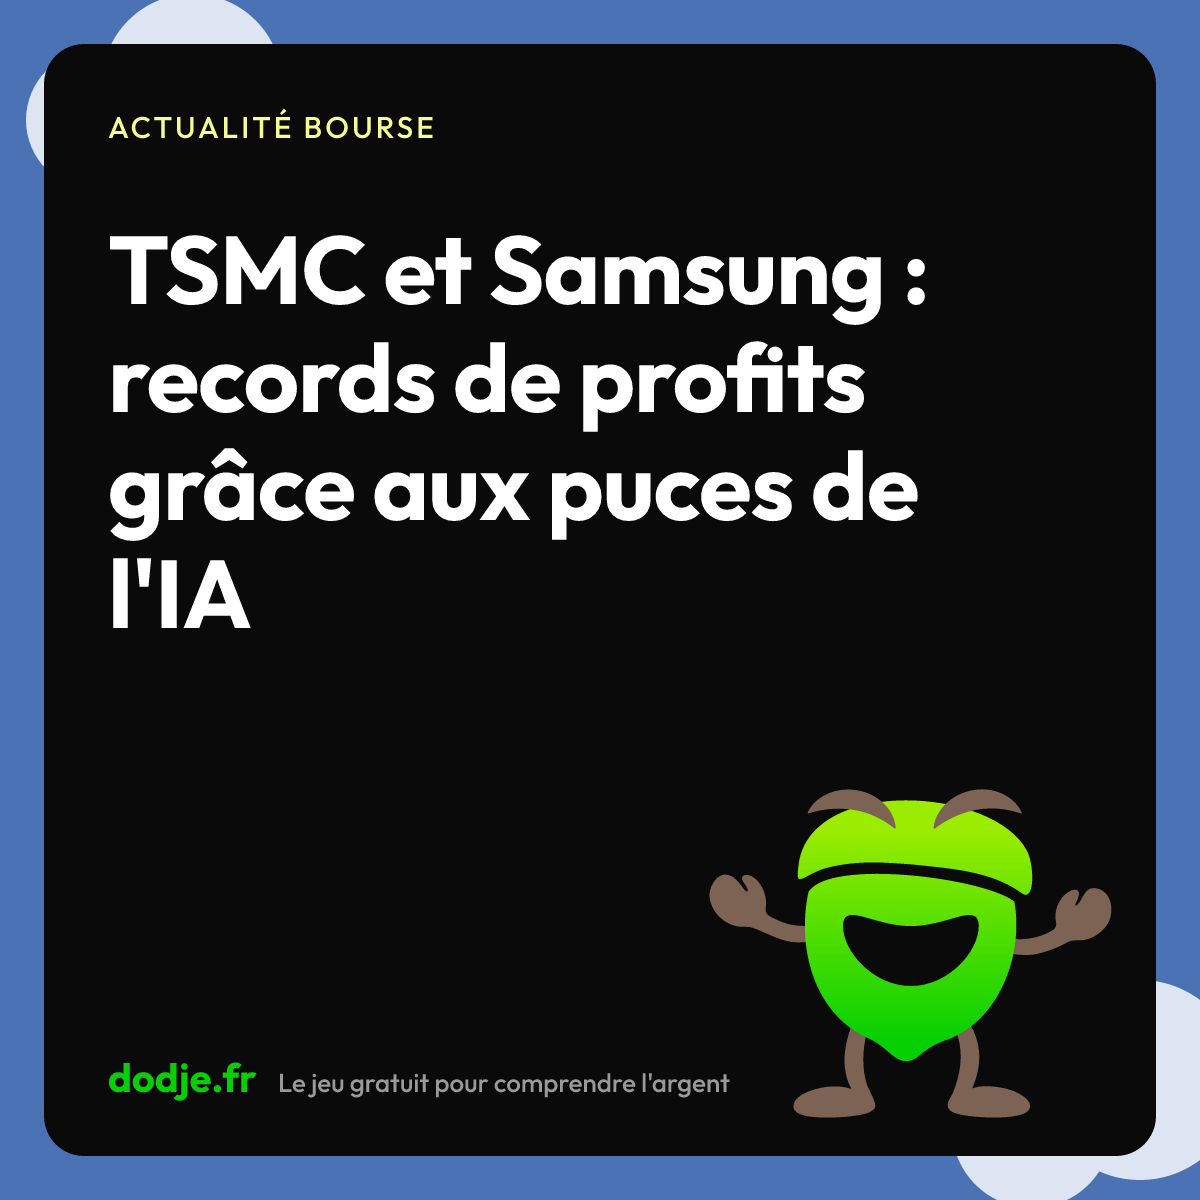 ACTUALITÉ BOURSE
TSMC et Samsung :
records de profits
grâce aux puces de
l'IA
dodje.fr Le jeu gratuit pour comprendre l'argent